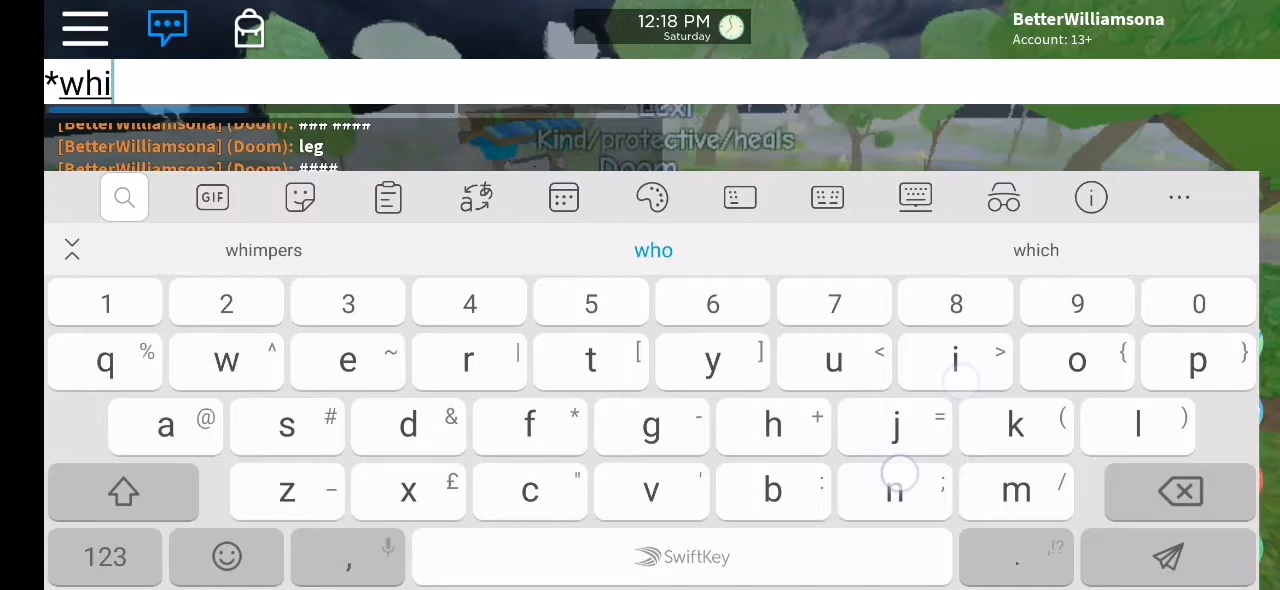 12:18 PM
Saturday
BetterWilliamsona
Account: 13+
*whi
Lexi
[BetterWilliamsona] (Doom): ### ####
Kind/protective/heals
[BetterWilliamsona] (Doom): leg
Doom
[BetterWilliamsona] (Doom): ####
GIF
whimpers who which
1 2 3 4 5 6 7 8 9 0
q % w ^ e ~ r | t [ y ] u < i > o { p }
a @ s # d & f * g - h + j = k ( l )
z _ x £ c " v ' b : n ; m /
123 , SwiftKey . ,!?